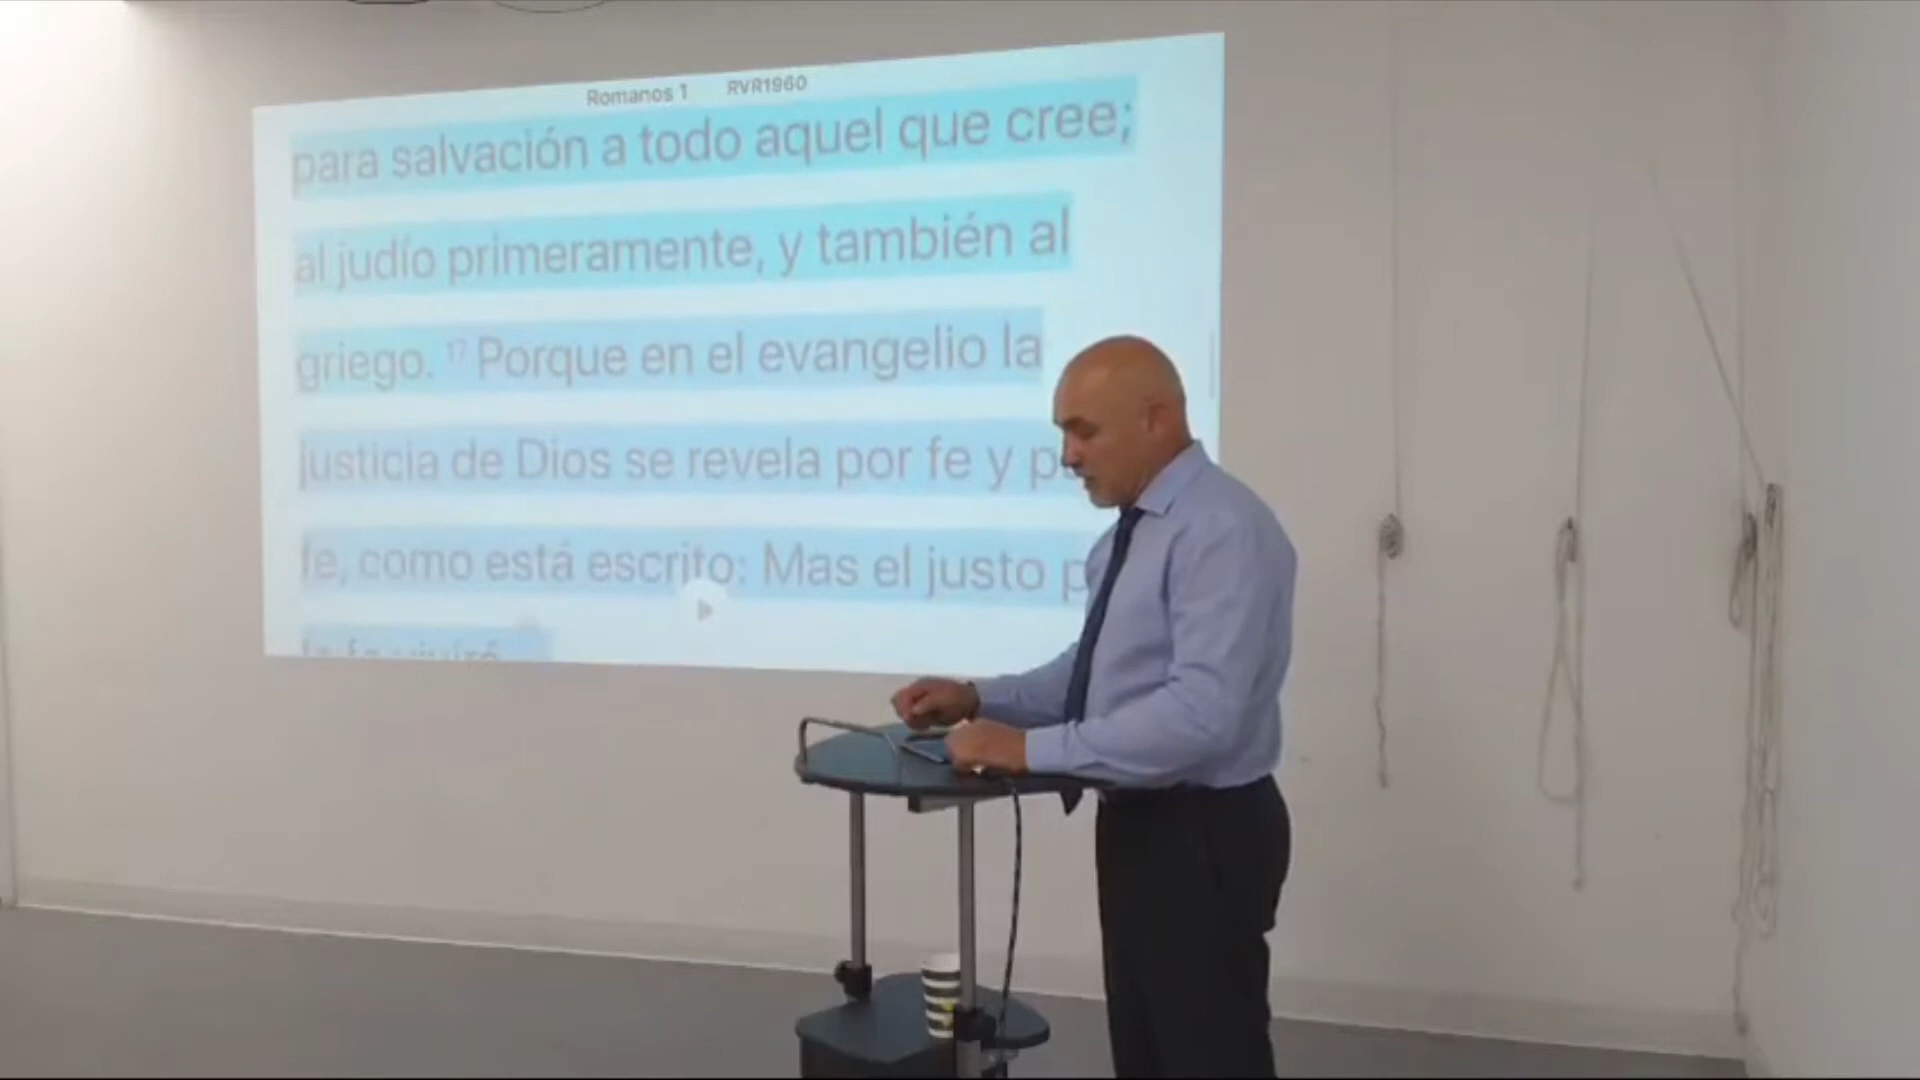 Romanos 1 RVR1960
para salvación a todo aquel que cree;
al judío primeramente, y también al
griego. 17 Porque en el evangelio la
justicia de Dios se revela por fe y
fe, como está escrito: Mas el justo